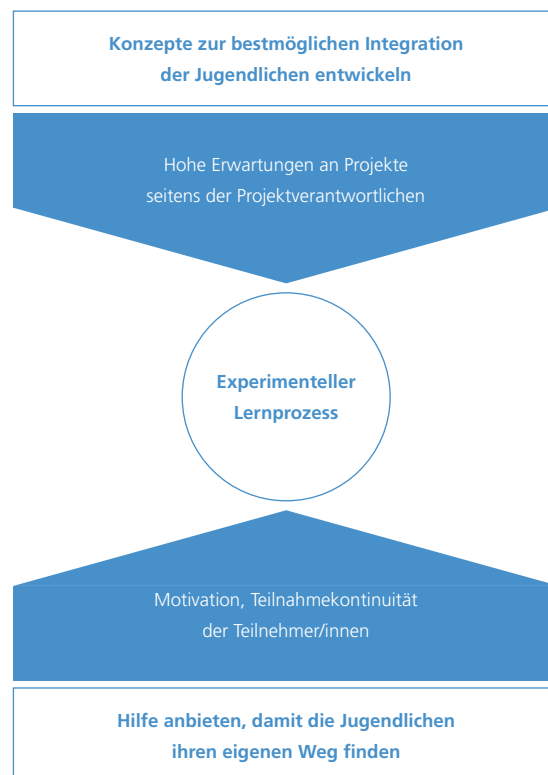 Konzepte zur bestmöglichen Integration
der Jugendlichen entwickeln
Hohe Erwartungen an Projekte
seitens der Projektverantwortlichen
Experimenteller
Lernprozess
Motivation, Teilnahmekontinuität
der Teilnehmer/innen
Hilfe anbieten, damit die Jugendlichen
ihren eigenen Weg finden